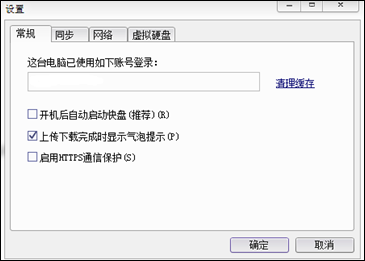 设置
常规 同步 网络 虚拟硬盘
这台电脑已使用如下账号登录:
清理缓存
开机后自动启动快盘(推荐)(R)
上传下载完成时显示气泡提示(P)
启用HTTPS通信保护(S)
确定 取消